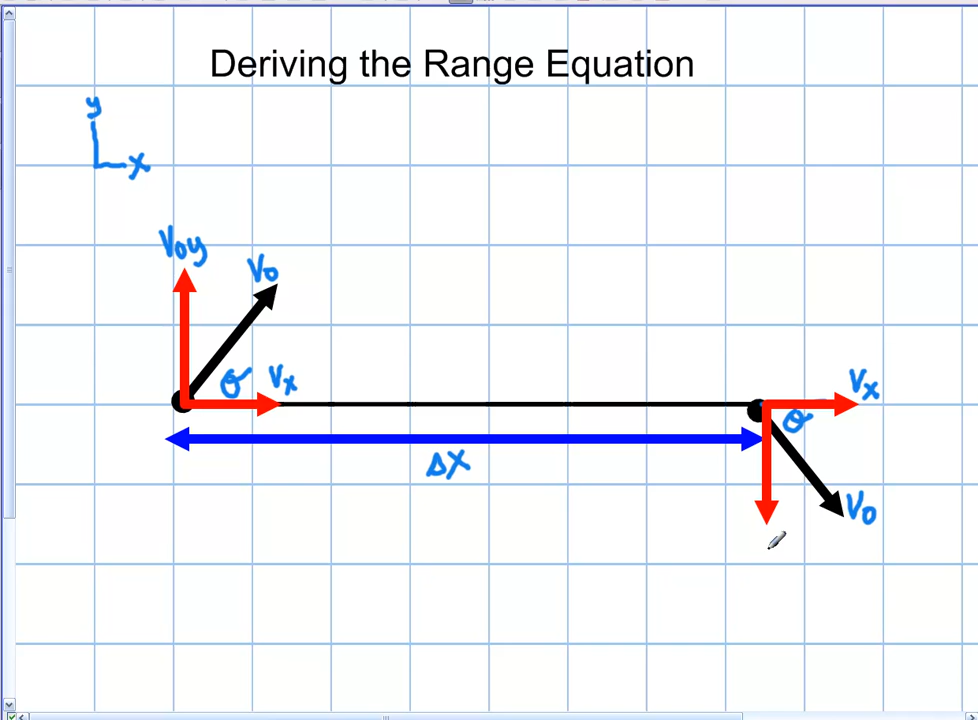 Deriving the Range Equation
y
x
Voy
Vo
θ Vx
Vx
θ
Δx
Vo